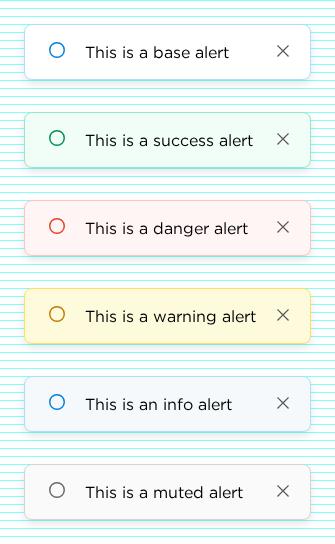 This is a base alert
This is a success alert
This is a danger alert
This is a warning alert
This is an info alert
This is a muted alert